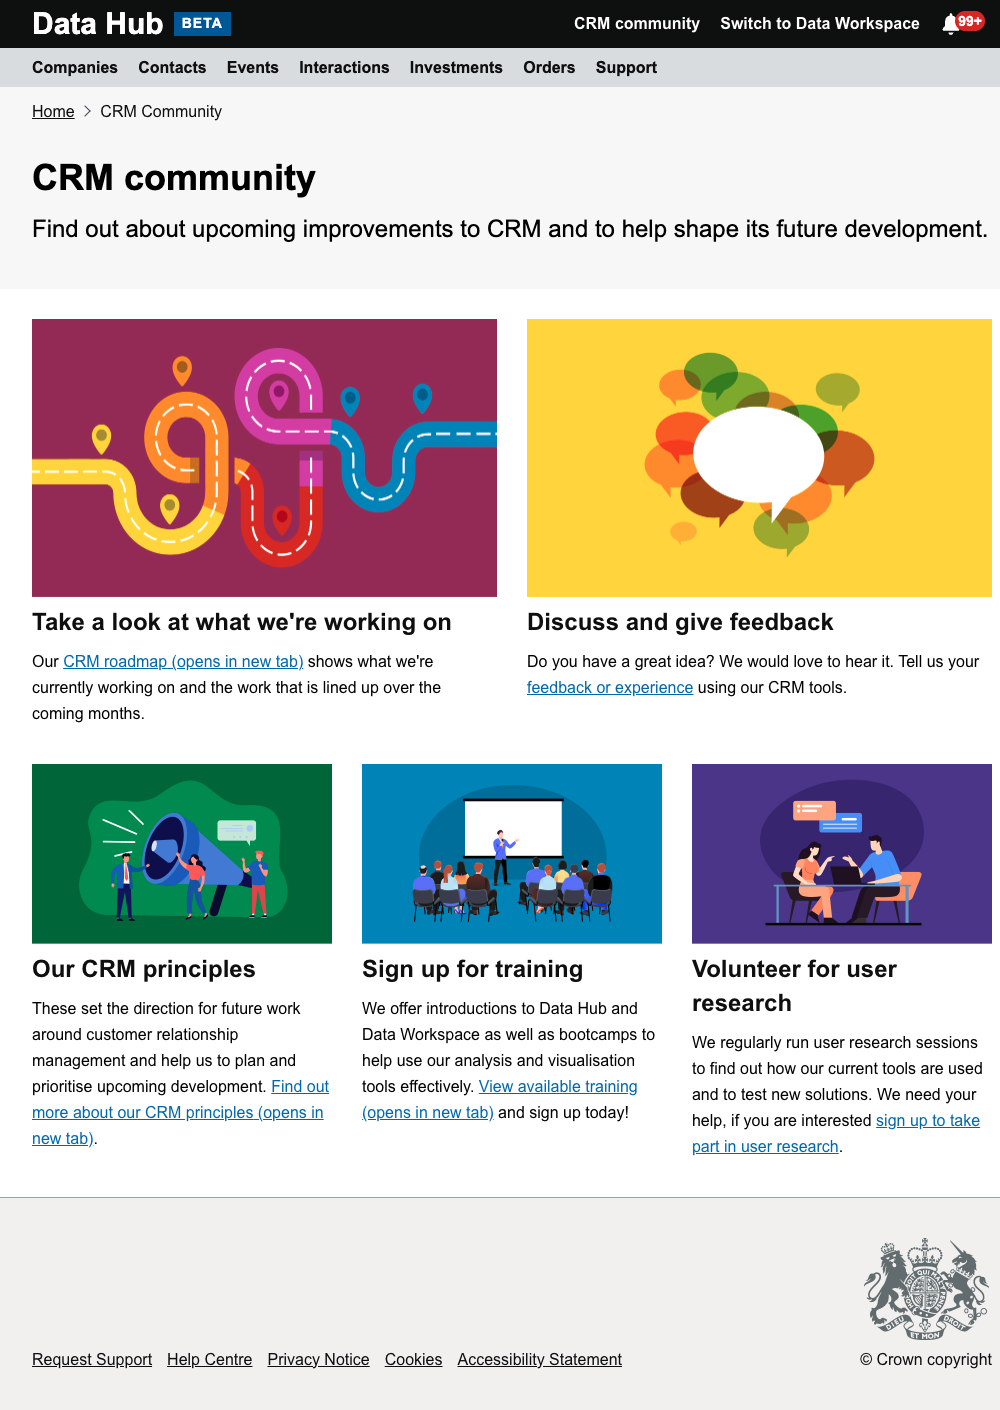 Data Hub BETA CRM community Switch to Data Workspace 99+
Companies Contacts Events Interactions Investments Orders Support
Home CRM Community
CRM community
Find out about upcoming improvements to CRM and to help shape its future development.
Take a look at what we're working on
Our CRM roadmap (opens in new tab) shows what we're
currently working on and the work that is lined up over the
coming months.
Discuss and give feedback
Do you have a great idea? We would love to hear it. Tell us your
feedback or experience using our CRM tools.
Our CRM principles
These set the direction for future work
around customer relationship
management and help us to plan and
prioritise upcoming development. Find out
more about our CRM principles (opens in
new tab).
Sign up for training
We offer introductions to Data Hub and
Data Workspace as well as bootcamps to
help use our analysis and visualisation
tools effectively. View available training
(opens in new tab) and sign up today!
Volunteer for user
research
We regularly run user research sessions
to find out how our current tools are used
and to test new solutions. We need your
help, if you are interested sign up to take
part in user research.
DIEU ET MON DROIT
Request Support Help Centre Privacy Notice Cookies Accessibility Statement
© Crown copyright